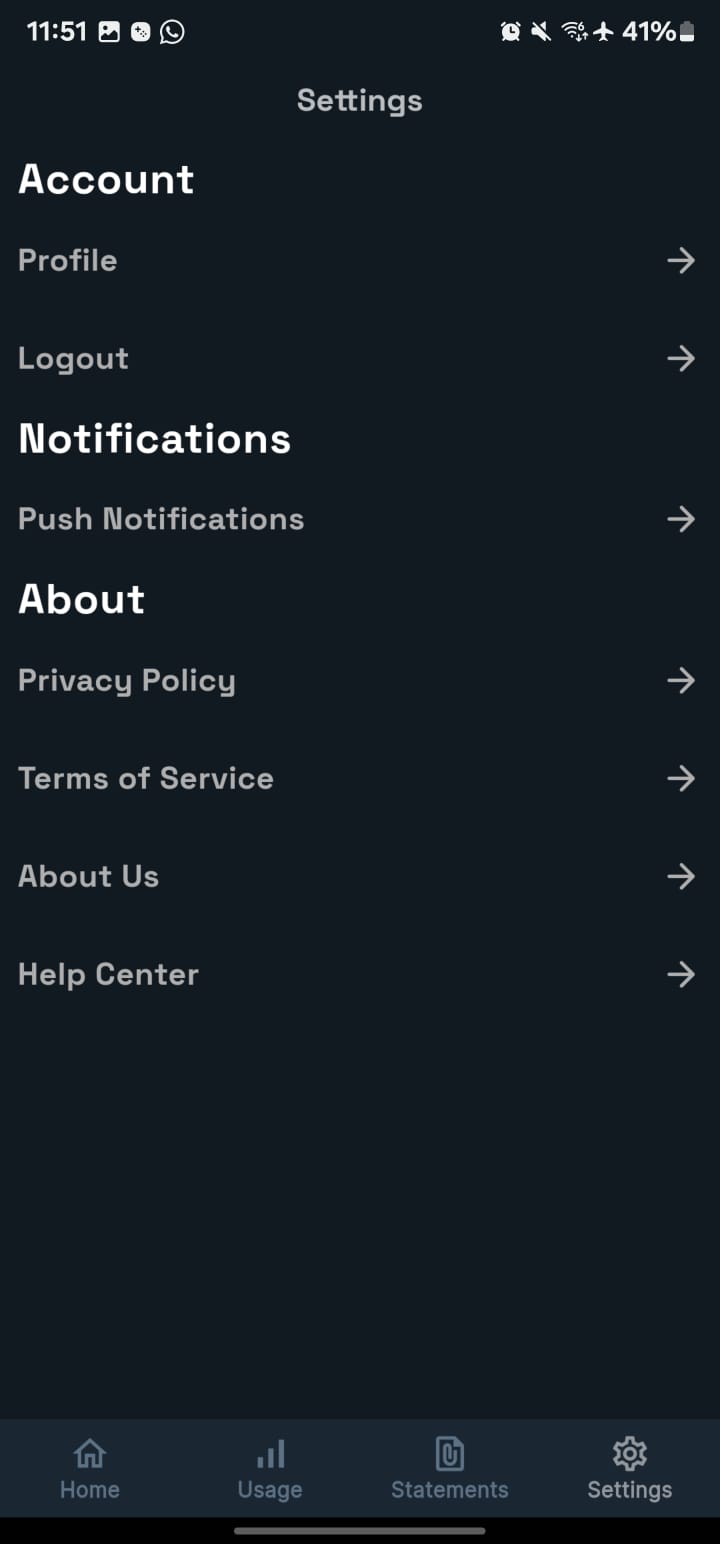 11:51 41%
Settings
Account
Profile
Logout
Notifications
Push Notifications
About
Privacy Policy
Terms of Service
About Us
Help Center
Home Usage Statements Settings